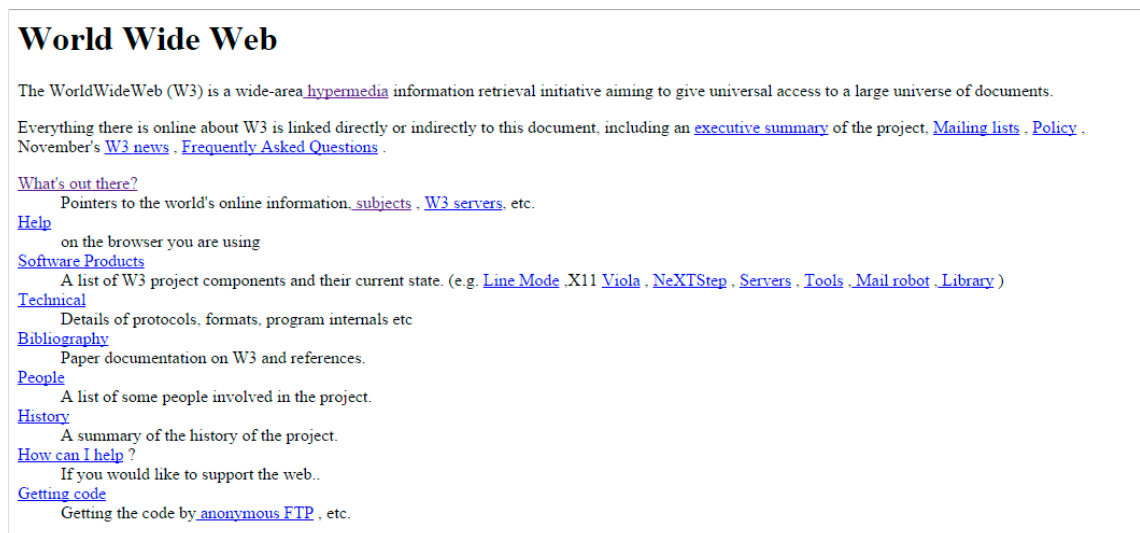 World Wide Web
The WorldWideWeb (W3) is a wide-area hypermedia information retrieval initiative aiming to give universal access to a large universe of documents.
Everything there is online about W3 is linked directly or indirectly to this document, including an executive summary of the project, Mailing lists , Policy ,
November's W3 news , Frequently Asked Questions .
What's out there?
Pointers to the world's online information, subjects , W3 servers, etc.
Help
on the browser you are using
Software Products
A list of W3 project components and their current state. (e.g. Line Mode ,X11 Viola , NeXTStep , Servers , Tools , Mail robot , Library )
Technical
Details of protocols, formats, program internals etc
Bibliography
Paper documentation on W3 and references.
People
A list of some people involved in the project.
History
A summary of the history of the project.
How can I help ?
If you would like to support the web..
Getting code
Getting the code by anonymous FTP , etc.